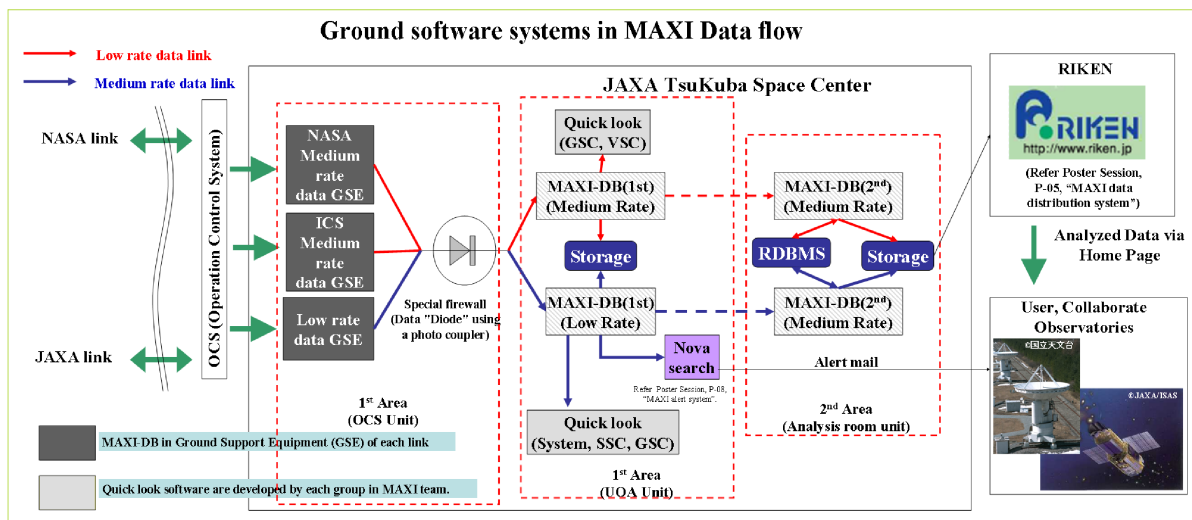 Ground software systems in MAXI Data flow
Low rate data link
Medium rate data link
NASA link
JAXA link
OCS (Operation Control System)
JAXA TsuKuba Space Center
NASA
Medium
rate
data GSE
ICS
Medium
rate
data GSE
Low rate
data GSE
1st Area
(OCS Unit)
Special firewall
(Data "Diode" using
a photo coupler)
Quick look
(GSC, VSC)
MAXI-DB(1st)
(Medium Rate)
Storage
MAXI-DB(1st)
(Low Rate)
Nova
search
Refer Poster Session, P-08,
"MAXI alert system".
Quick look
(System, SSC, GSC)
1st Area
(UOA Unit)
MAXI-DB(2nd)
(Medium Rate)
RDBMS
Storage
MAXI-DB(2nd)
(Medium Rate)
Alert mail
2nd Area
(Analysis room unit)
RIKEN
RIKEN
http://www.riken.jp
(Refer Poster Session,
P-05, “MAXI data
distribution system”)
Analyzed Data via
Home Page
User, Collaborate
Observatories
©国立天文台
©JAXA/ISAS
MAXI-DB in Ground Support Equipment (GSE) of each link
Quick look software are developed by each group in MAXI team.